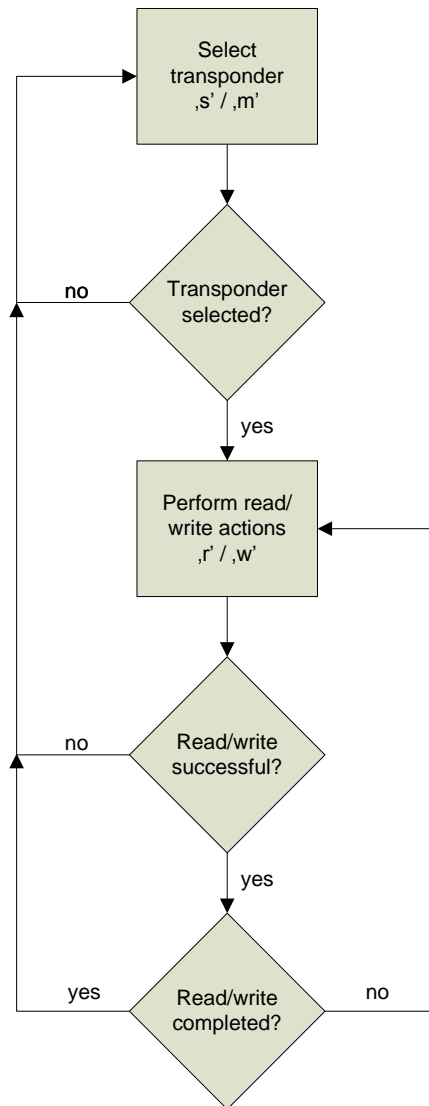 Select
transponder
‚s’ / ‚m’
no
Transponder
selected?
yes
Perform read/
write actions
‚r’ / ‚w’
no
Read/write
successful?
yes
yes
Read/write
completed?
no